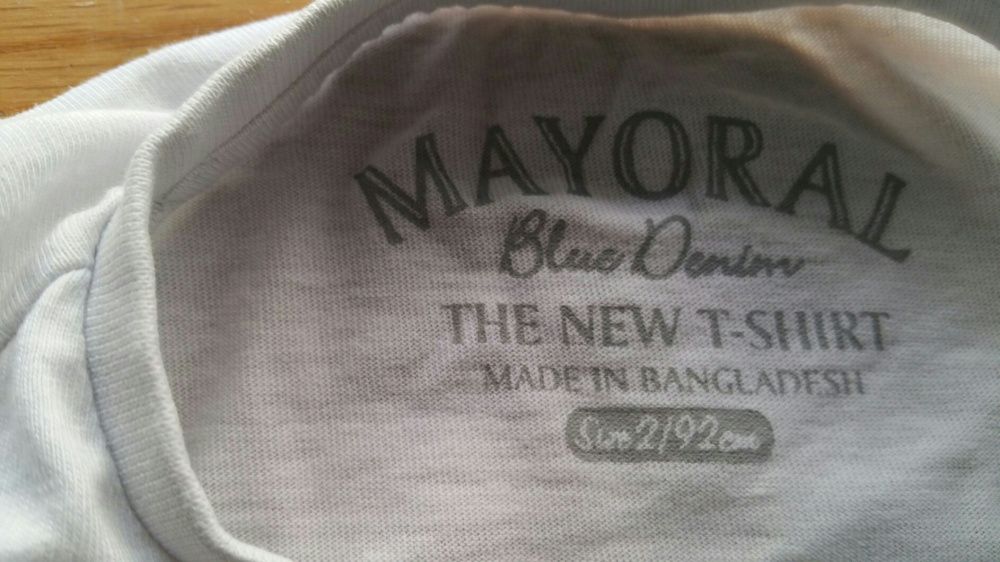 MAYORAL
Blue Denim
THE NEW T-SHIRT
MADE IN BANGLADESH
Size 2/92cm